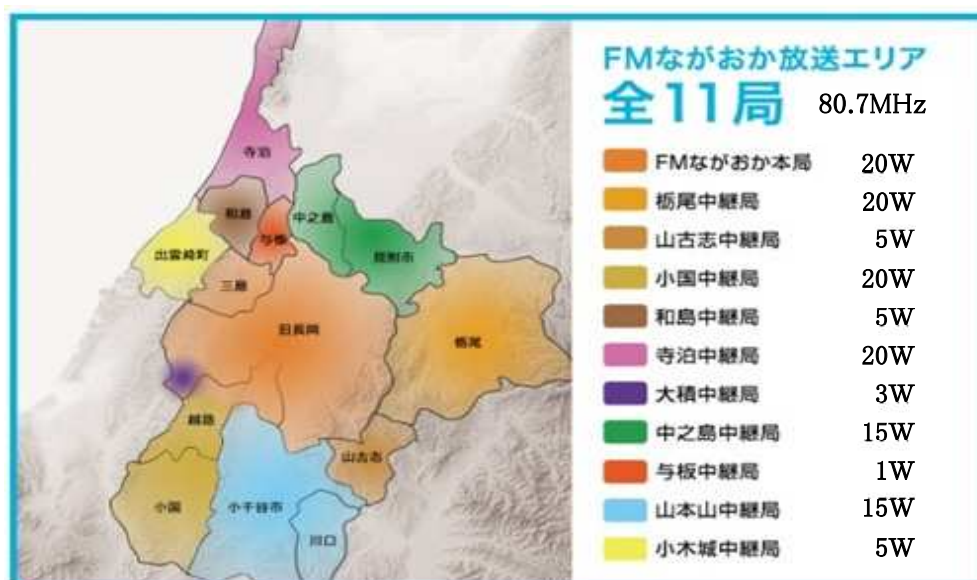 FMながおか放送エリア
全11局 80.7MHz
FMながおか本局 20W
栃尾中継局 20W
山古志中継局 5W
小国中継局 20W
和島中継局 5W
寺泊中継局 20W
大積中継局 3W
中之島中継局 15W
与板中継局 1W
山本山中継局 15W
小木城中継局 5W
寺泊
和島
与板
中之島
見附市
出雲崎町
三島
旧長岡
栃尾
越路
山古志
小国
小千谷市
川口